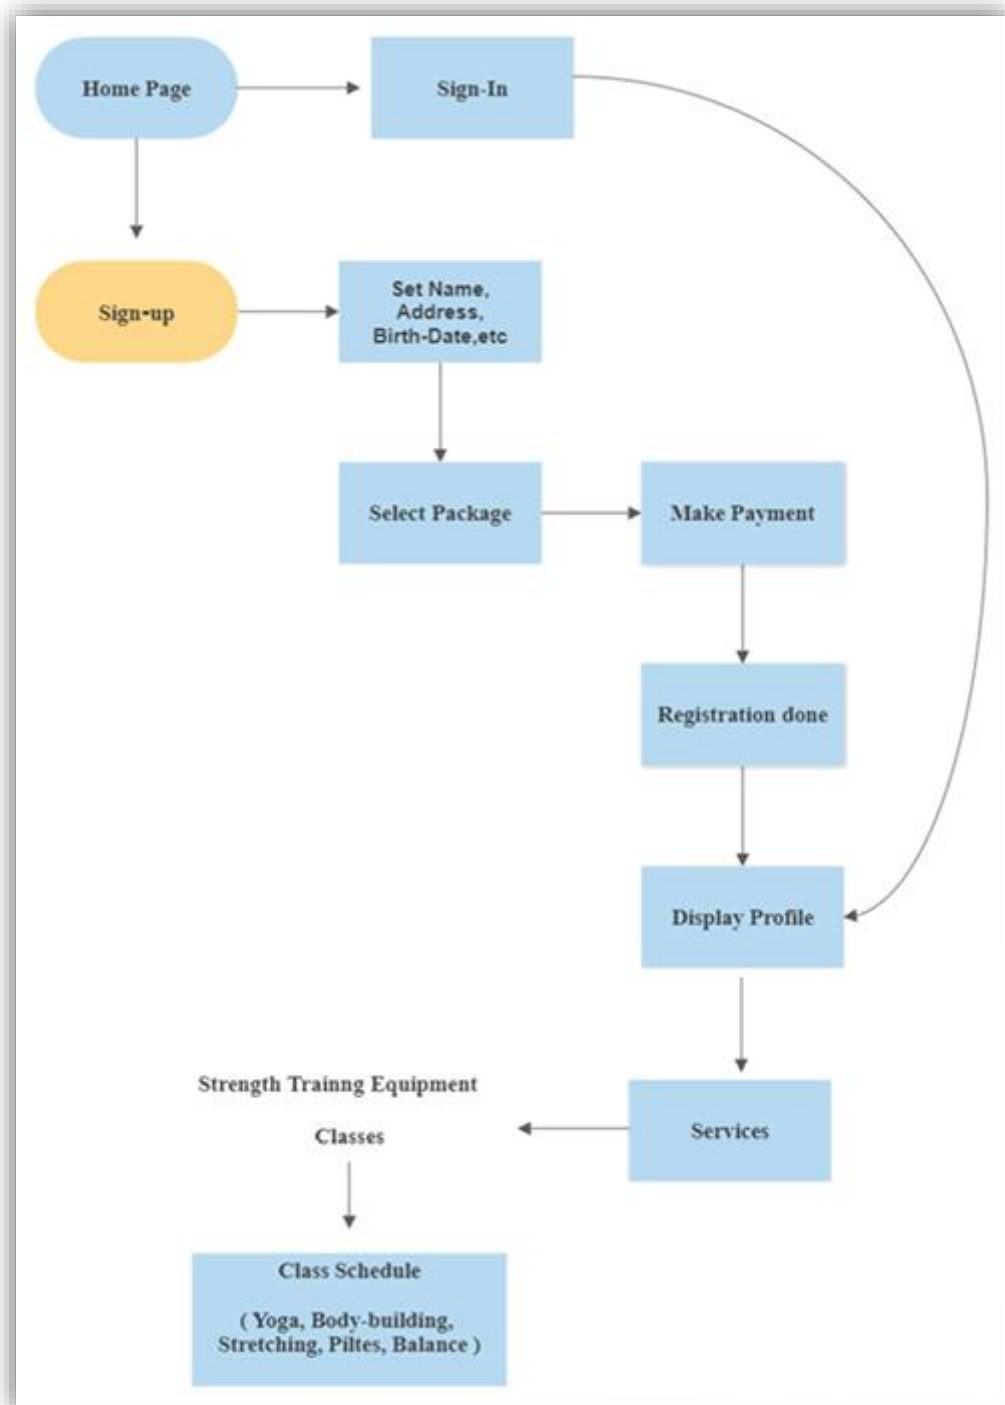 Home Page
Sign-In
Sign-up
Set Name,
Address,
Birth-Date,etc
Select Package
Make Payment
Registration done
Display Profile
Strength Trainng Equipment
Services
Classes
Class Schedule
( Yoga, Body-building,
Stretching, Piltes, Balance )